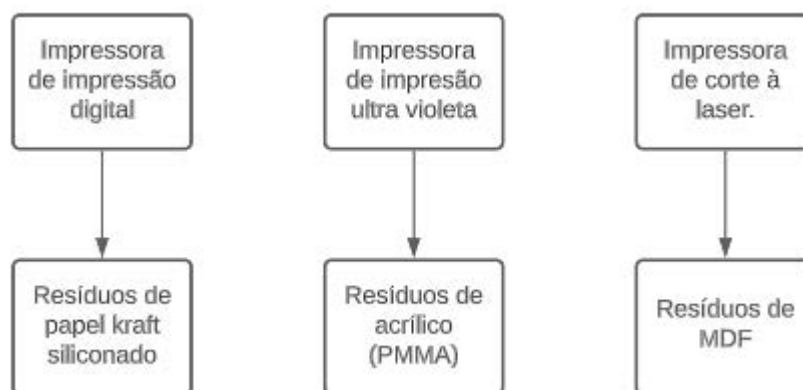 Impressora
de impressão
digital
Impressora
de impresão
ultra violeta
Impressora
de corte à
laser.
Resíduos de
papel kraft
siliconado
Resíduos de
acrílico
(PMMA)
Resíduos de
MDF